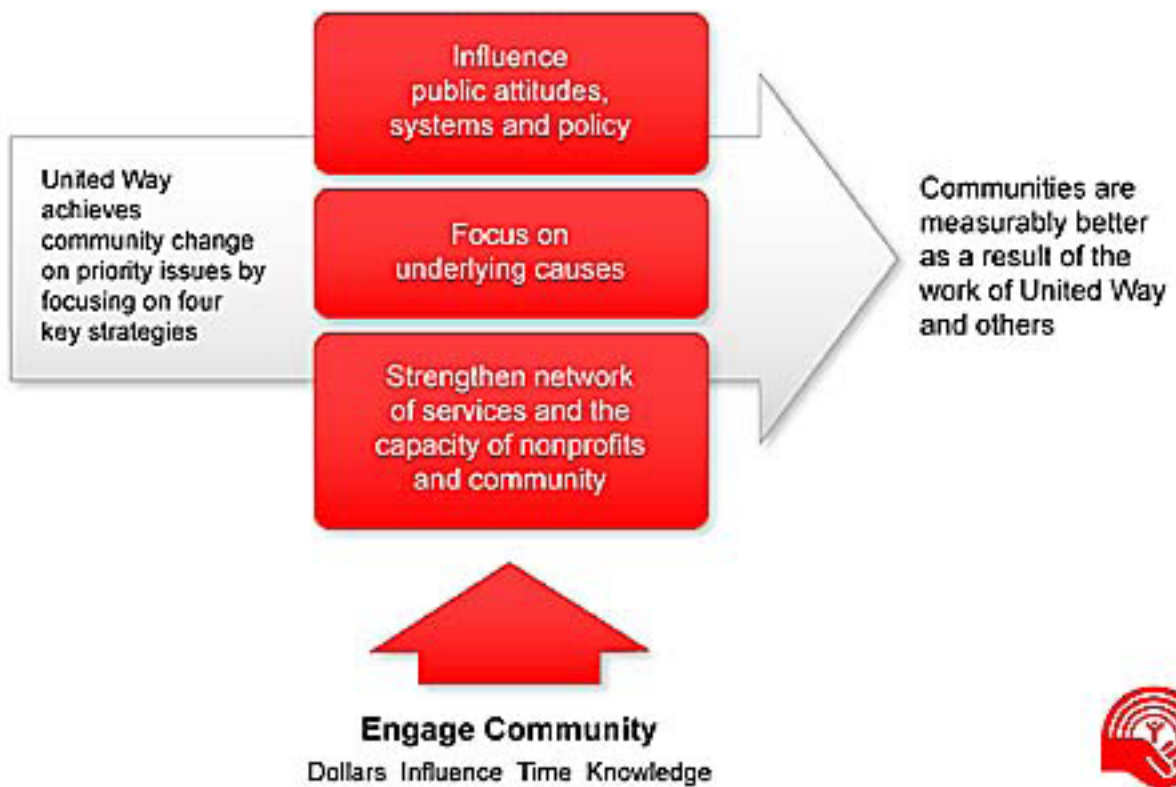 United Way
achieves
community change
on priority issues by
focusing on four
key strategies
Influence
public attitudes,
systems and policy
Focus on
underlying causes
Strengthen network
of services and the
capacity of nonprofits
and community
Communities are
measurably better
as a result of the
work of United Way
and others
Engage Community
Dollars Influence Time Knowledge